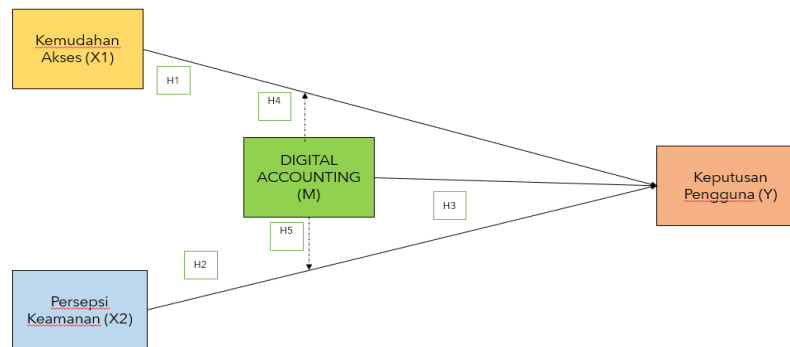 Kemudahan
Akses (X1)
H1
H4
DIGITAL
ACCOUNTING
(M)
Keputusan
Pengguna (Y)
H3
H5
H2
Persepsi
Keamanan (X2)